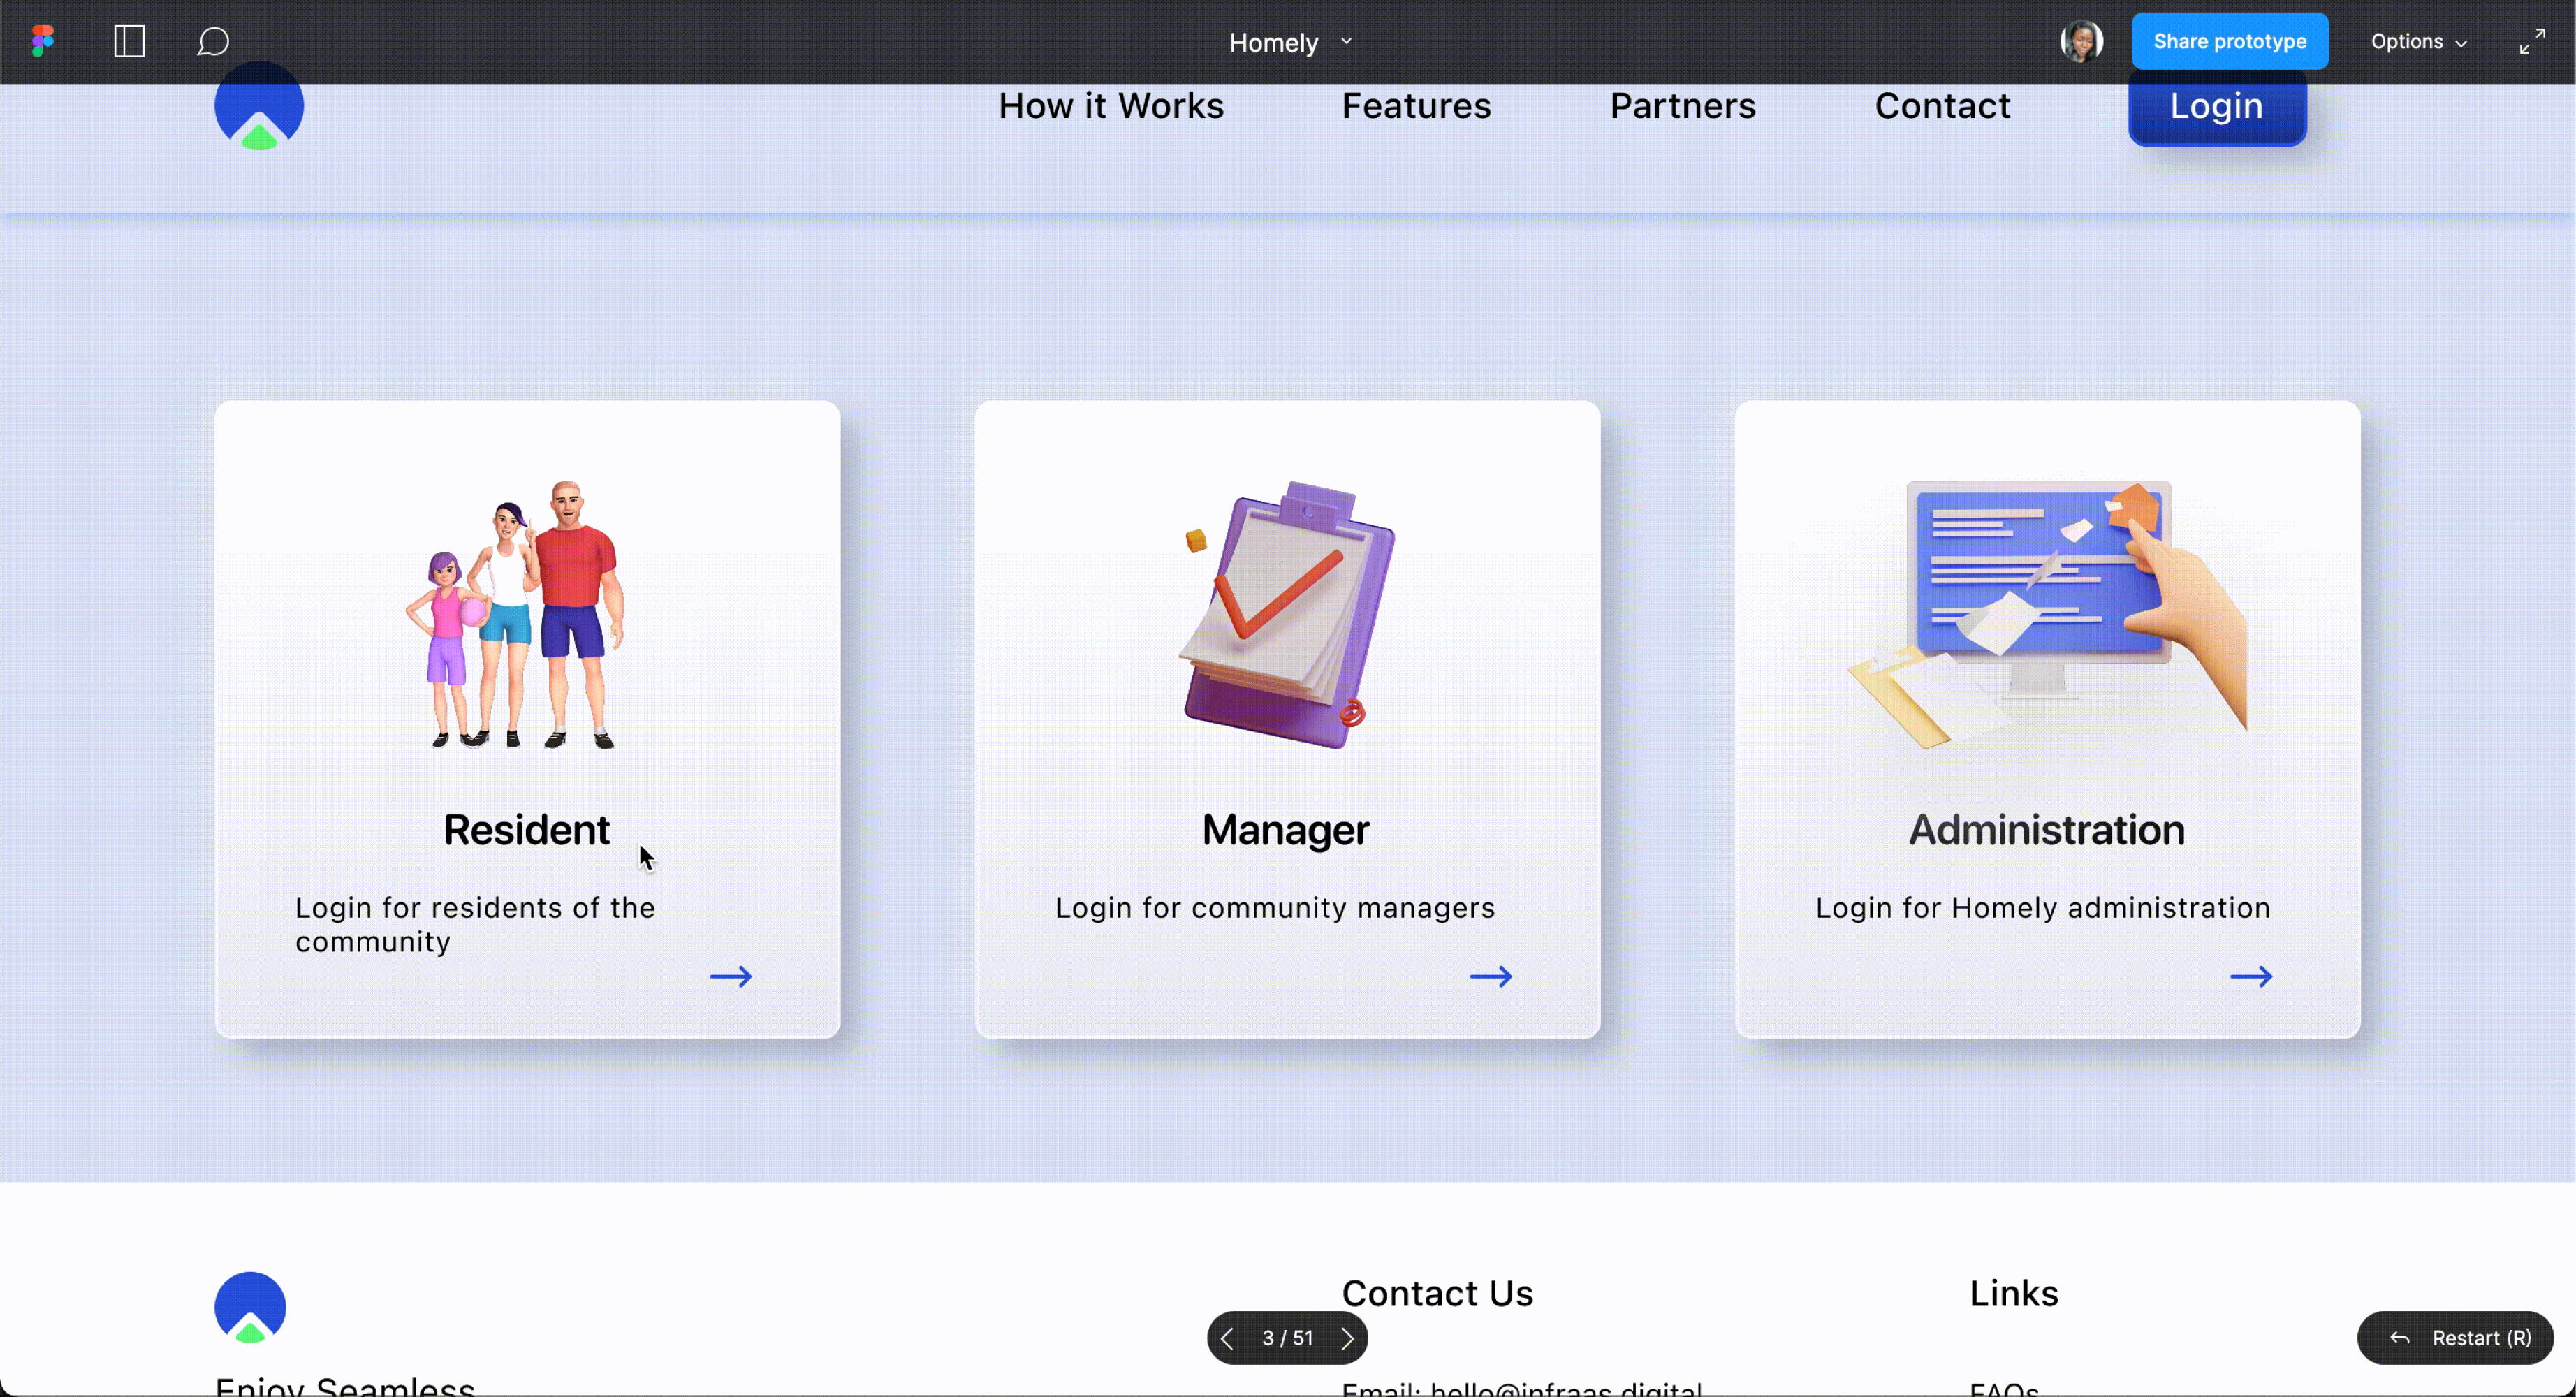 Homely
Share prototype
Options
How it Works
Features
Partners
Contact
Login
Resident
Login for residents of the
community
Manager
Login for community managers
Administration
Login for Homely administration
Contact Us
Links
3 / 51
Restart (R)
Enjoy Seamless
Email: hello@infraas.digital
FAQs